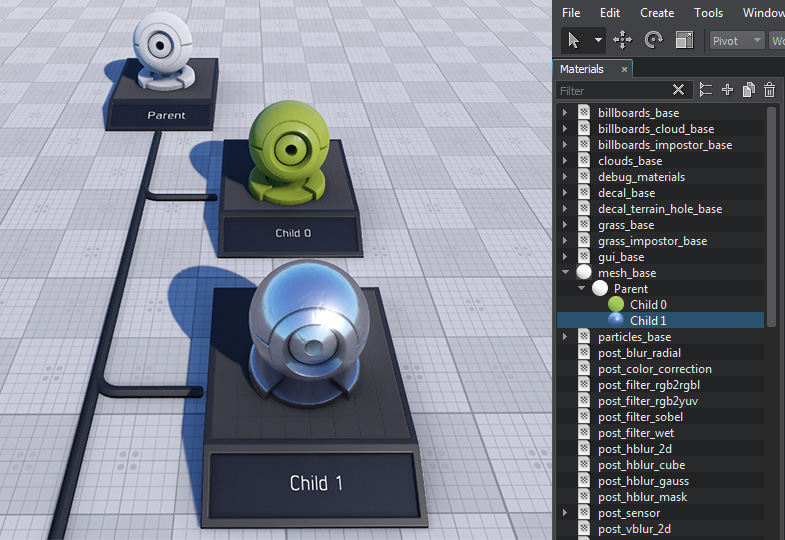 Parent
Child 0
Child 1
File Edit Create Tools Window
Pivot
Materials
Filter
billboards_base
billboards_cloud_base
billboards_impostor_base
clouds_base
debug_materials
decal_base
decal_terrain_hole_base
grass_base
grass_impostor_base
gui_base
mesh_base
Parent
Child 0
Child 1
particles_base
post_blur_radial
post_color_correction
post_filter_rgb2rgbl
post_filter_rgb2yuv
post_filter_sobel
post_filter_wet
post_hblur_2d
post_hblur_cube
post_hblur_gauss
post_hblur_mask
post_sensor
post_vblur_2d